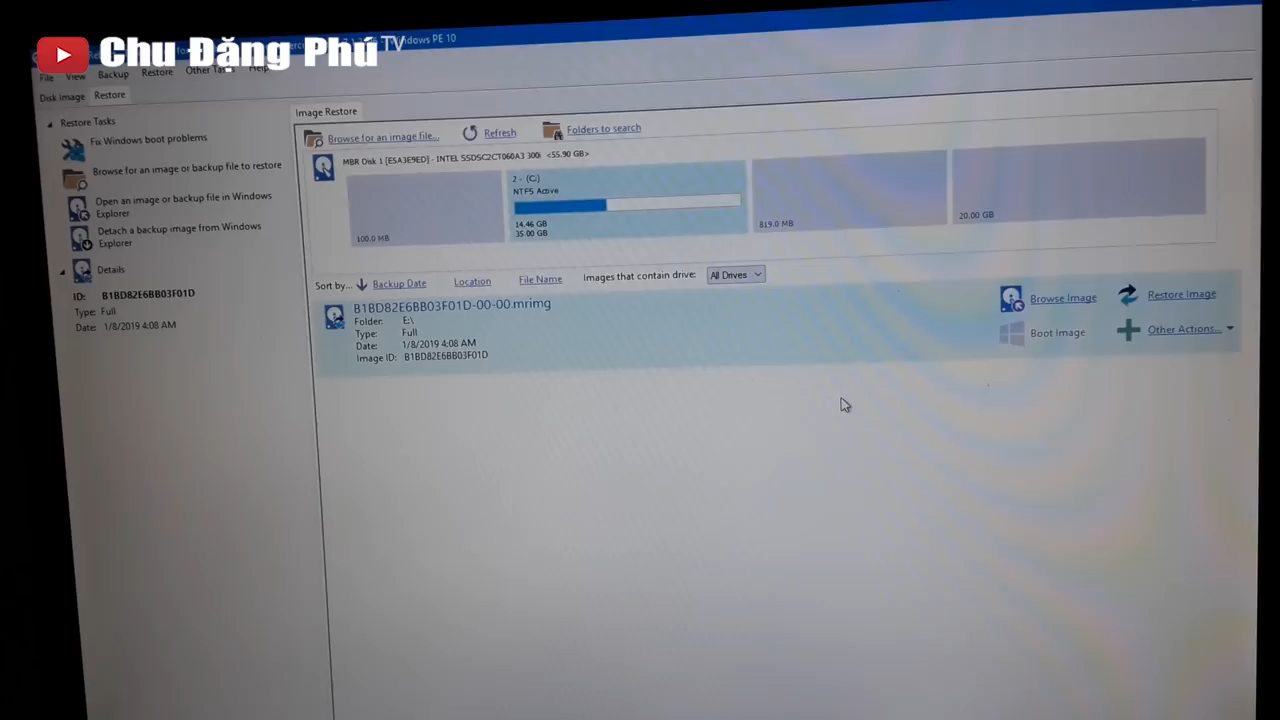 Chu Đặng Phú TV
Windows PE 10
File View Backup Restore Other Tasks Help
Disk Image Restore
Restore Tasks
Fix Windows boot problems
Browse for an image or backup file to restore
Open an image or backup file in Windows
Explorer
Detach a backup image from Windows
Explorer
Details
ID: B1BD82E6BB03F01D
Type: Full
Date: 1/8/2019 4:08 AM
Image Restore
Browse for an image file... Refresh Folders to search
MBR Disk 1 [E5A3E9ED] - INTEL SSDSC2CT060A3 300i <55.90 GB>
100.0 MB
2 - (C:)
NTFS Active
14.46 GB
35.00 GB
819.0 MB
20.00 GB
Sort by... Backup Date Location File Name Images that contain drive: All Drives
B1BD82E6BB03F01D-00-00.mrimg
Folder: E:\
Type: Full
Date: 1/8/2019 4:08 AM
Image ID: B1BD82E6BB03F01D
Browse Image Restore Image
Boot Image Other Actions...